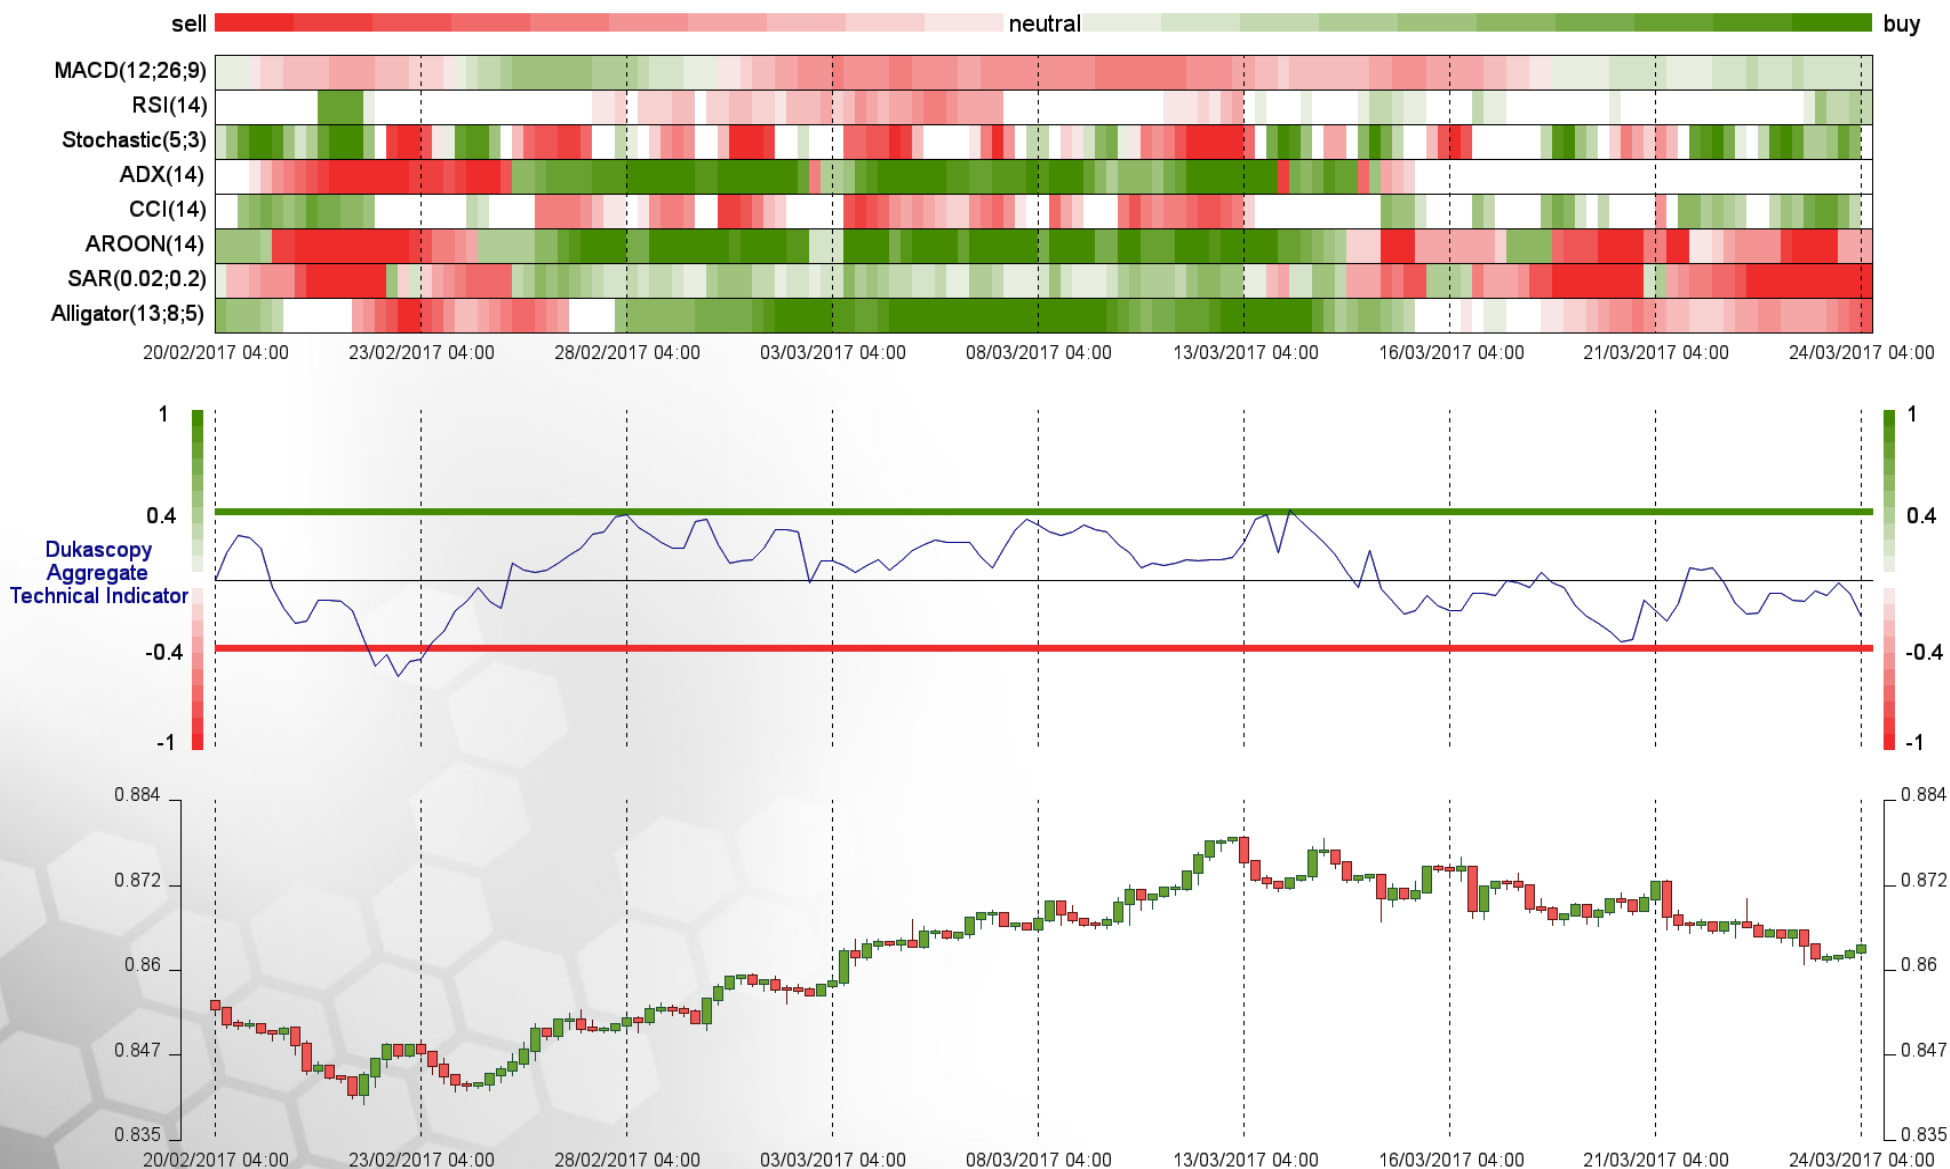 sell neutral buy
MACD(12;26;9)
RSI(14)
Stochastic(5;3)
ADX(14)
CCI(14)
AROON(14)
SAR(0.02;0.2)
Alligator(13;8;5)
20/02/2017 04:00 23/02/2017 04:00 28/02/2017 04:00 03/03/2017 04:00 08/03/2017 04:00 13/03/2017 04:00 16/03/2017 04:00 21/03/2017 04:00 24/03/2017 04:00
1 1
0.4 0.4
Dukascopy
Aggregate
Technical Indicator
-0.4 -0.4
-1 -1
0.884 0.884
0.872 0.872
0.86 0.86
0.847 0.847
0.835 0.835
20/02/2017 04:00 23/02/2017 04:00 28/02/2017 04:00 03/03/2017 04:00 08/03/2017 04:00 13/03/2017 04:00 16/03/2017 04:00 21/03/2017 04:00 24/03/2017 04:00